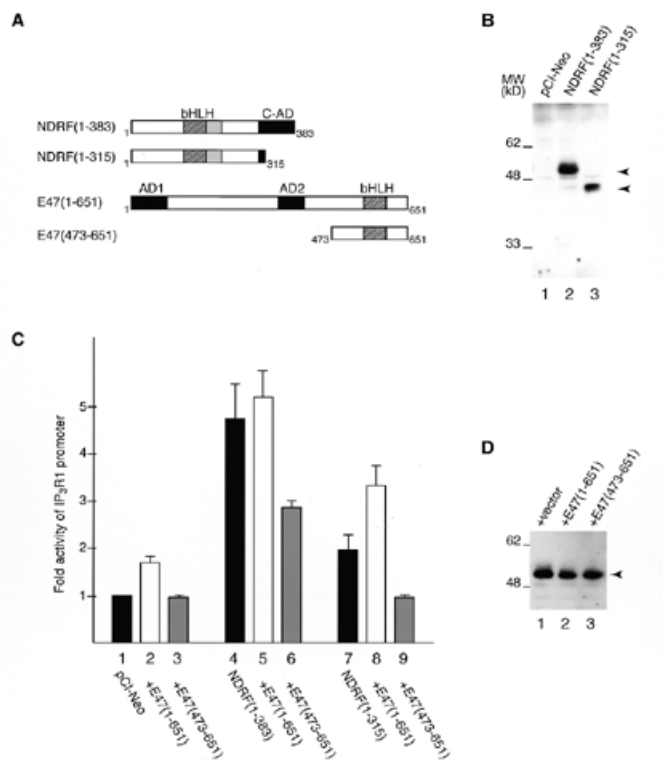 A
bHLH C-AD
NDRF(1-383) 1 383
NDRF(1-315) 1 315
AD1 AD2 bHLH
E47(1-651) 1 651
E47(473-651) 473 651
B
MW
(kD)
pCI-Neo
NDRF(1-383)
NDRF(1-315)
62
48
33
1 2 3
C
Fold activity of IP3R1 promoter
5
4
3
2
1
1 2 3 4 5 6 7 8 9
pCI-Neo
+E47(1-651)
+E47(473-651)
NDRF(1-383)
+E47(1-651)
+E47(473-651)
NDRF(1-315)
+E47(1-651)
+E47(473-651)
D
+vector
+E47(1-651)
+E47(473-651)
62
48
1 2 3